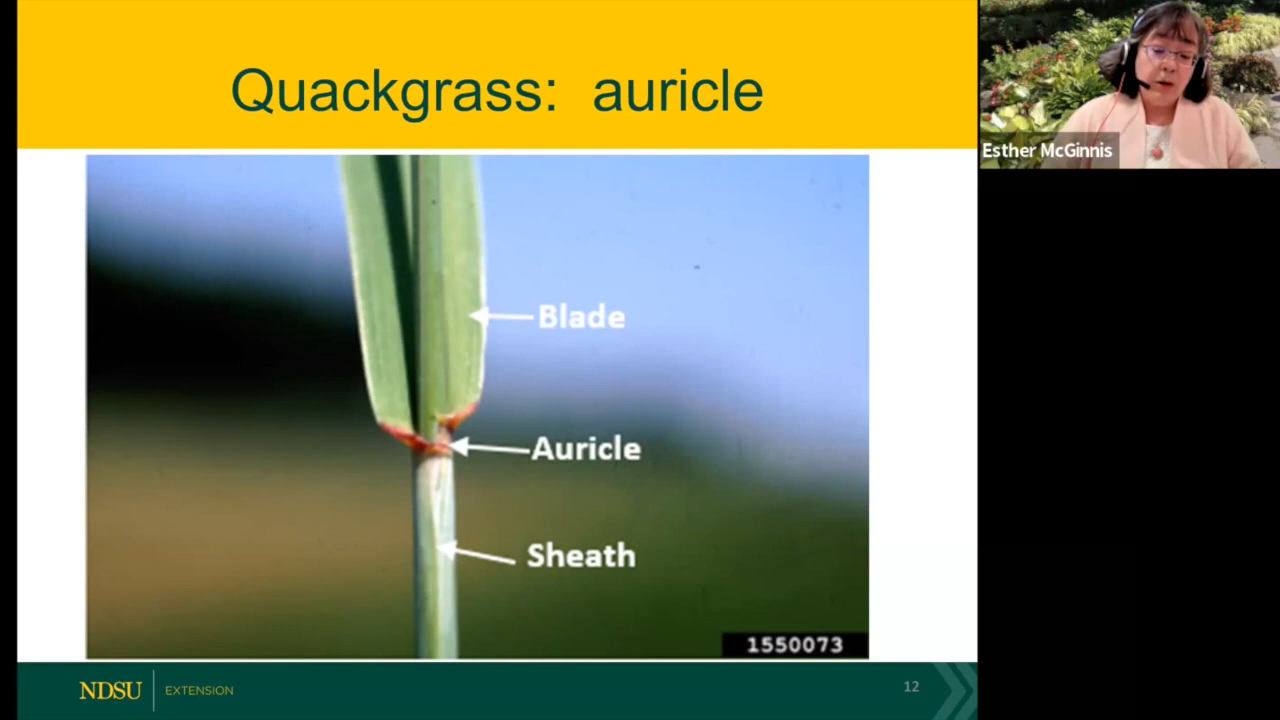 Quackgrass: auricle
Esther McGinnis
Blade
Auricle
Sheath
1550073
NDSU EXTENSION
12